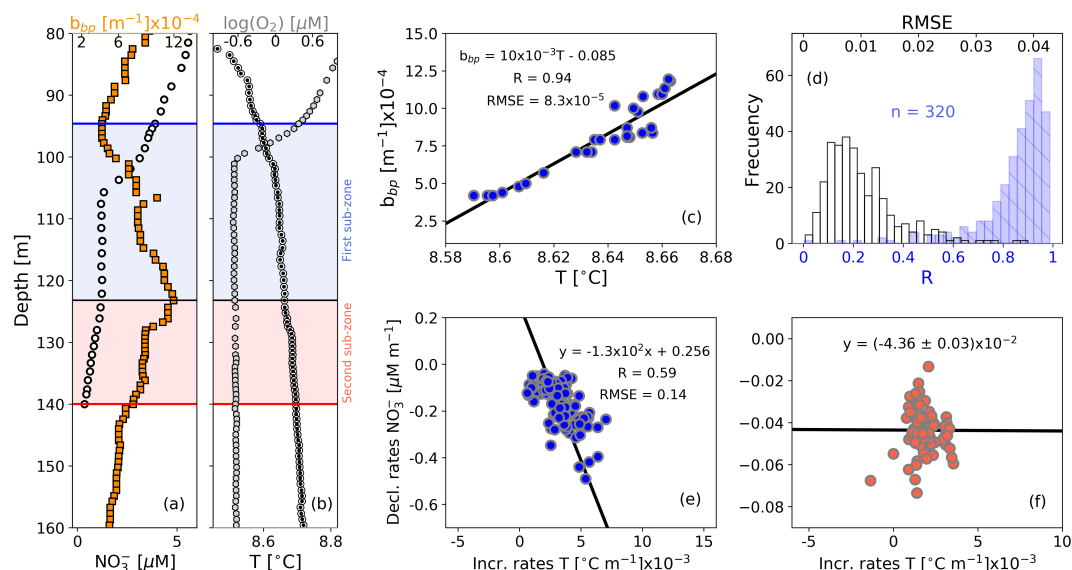 b_bp [m⁻¹]x10⁻⁴
2 6 12
80
90
100
110
120
130
140
150
160
Depth [m]
(a)
0 5
NO₃⁻ [μM]
log(O₂) [μM]
-0.6 0 0.6
(b)
8.6 8.8
T [°C]
First sub-zone
Second sub-zone
b_bp = 10x10⁻³T - 0.085
R = 0.94
RMSE = 8.3x10⁻⁵
15.0
12.5
10.0
7.5
5.0
2.5
b_bp [m⁻¹]x10⁻⁴
(c)
8.58 8.60 8.62 8.64 8.66 8.68
T [°C]
RMSE
0 0.01 0.02 0.03 0.04
(d)
n = 320
60
40
20
0
Frecuency
0 0.2 0.4 0.6 0.8 1
R
y = -1.3x10²x + 0.256
R = 0.59
RMSE = 0.14
0.2
0.0
−0.2
−0.4
−0.6
Decl. rates NO₃⁻ [μM m⁻¹]
(e)
−5 0 5 10 15
Incr. rates T [°C m⁻¹]x10⁻³
y = (-4.36 ± 0.03)x10⁻²
0.00
−0.02
−0.04
−0.06
−0.08
(f)
−5 0 5 10
Incr. rates T [°C m⁻¹]x10⁻³